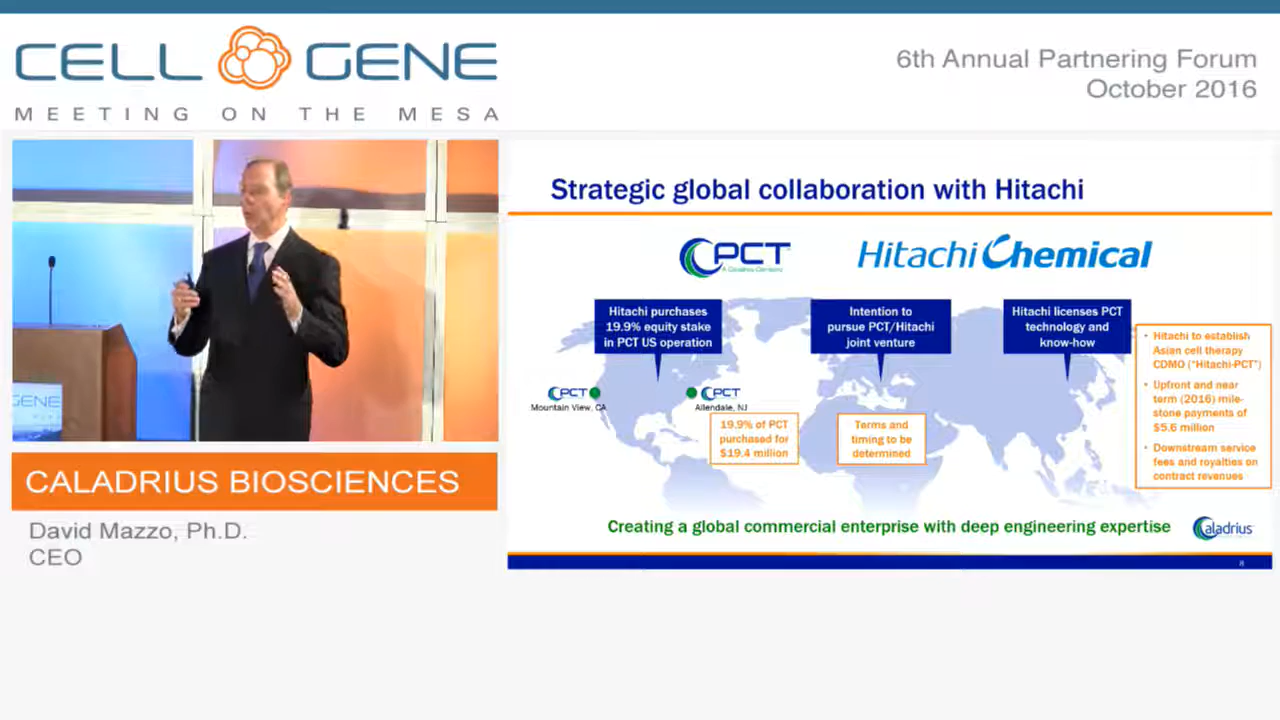 CELL GENE
MEETING ON THE MESA
6th Annual Partnering Forum
October 2016
GENE
CALADRIUS BIOSCIENCES
David Mazzo, Ph.D.
CEO
Strategic global collaboration with Hitachi
PCT
A Caladrius Company
Hitachi Chemical
Hitachi purchases
19.9% equity stake
in PCT US operation
Intention to
pursue PCT/Hitachi
joint venture
Hitachi licenses PCT
technology and
know-how
PCT
Mountain View, CA
PCT
Allendale, NJ
19.9% of PCT
purchased for
$19.4 million
Terms and
timing to be
determined
• Hitachi to establish
Asian cell therapy
CDMO ("Hitachi-PCT")
• Upfront and near
term (2016) mile-
stone payments of
$5.6 million
• Downstream service
fees and royalties on
contract revenues
Creating a global commercial enterprise with deep engineering expertise
Caladrius
8